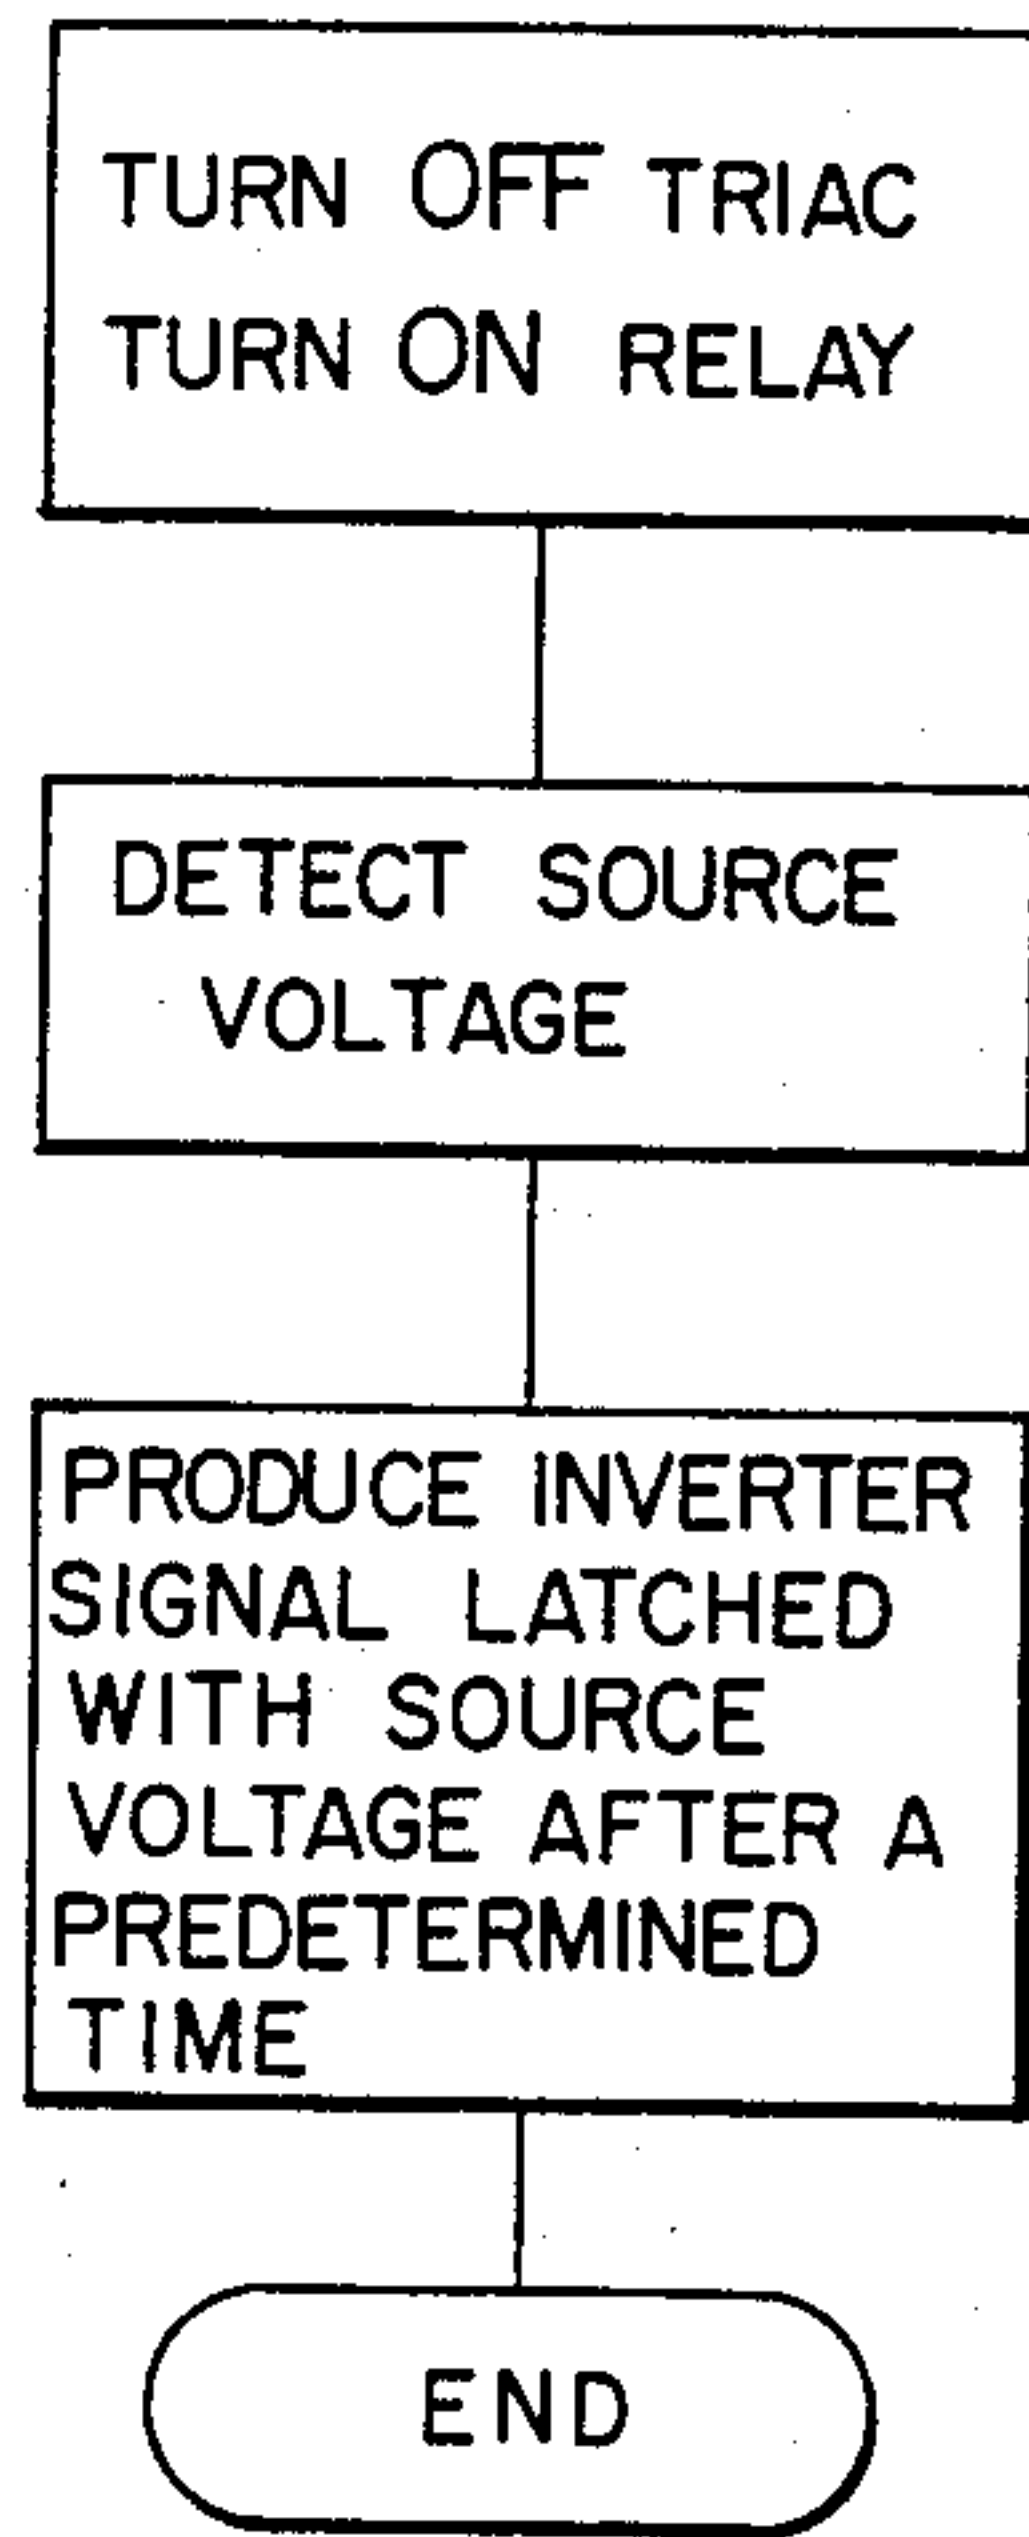 TURN OFF TRIAC
TURN ON RELAY
DETECT SOURCE
VOLTAGE
PRODUCE INVERTER
SIGNAL LATCHED
WITH SOURCE
VOLTAGE AFTER A
PREDETERMINED
TIME
END